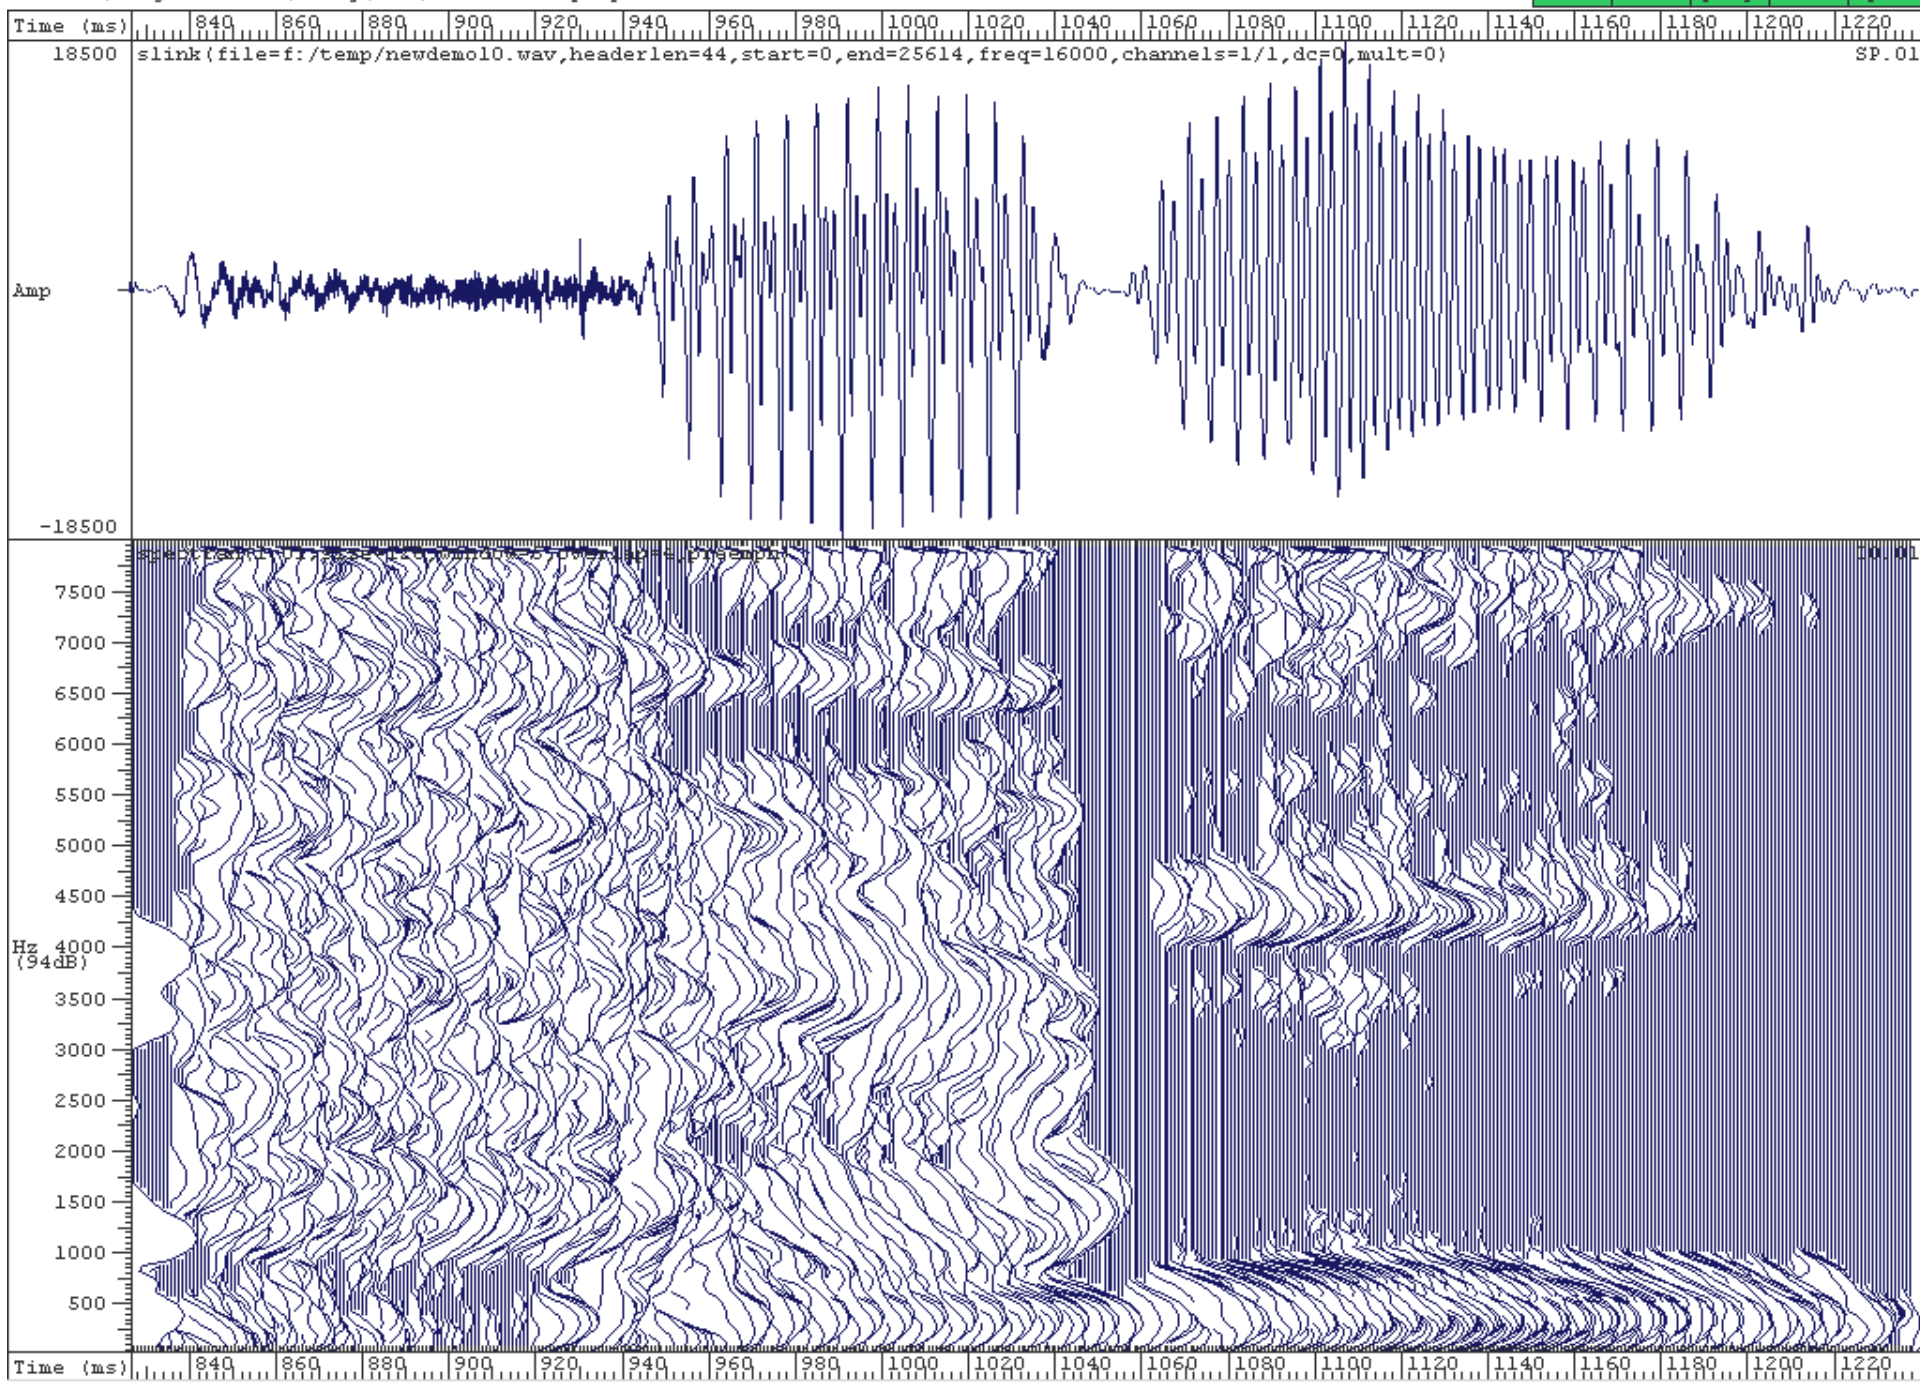 Time (ms) 840 860 880 900 920 940 960 980 1000 1020 1040 1060 1080 1100 1120 1140 1160 1180 1200 1220
18500 slink(file=f:/temp/newdemo10.wav,headerlen=44,start=0,end=25614,freq=16000,channels=1/1,dc=0,mult=0) SP.01
Amp
-18500
7500
7000
6500
6000
5500
5000
4500
Hz 4000
(94dB)
3500
3000
2500
2000
1500
1000
500
Time (ms) 840 860 880 900 920 940 960 980 1000 1020 1040 1060 1080 1100 1120 1140 1160 1180 1200 1220